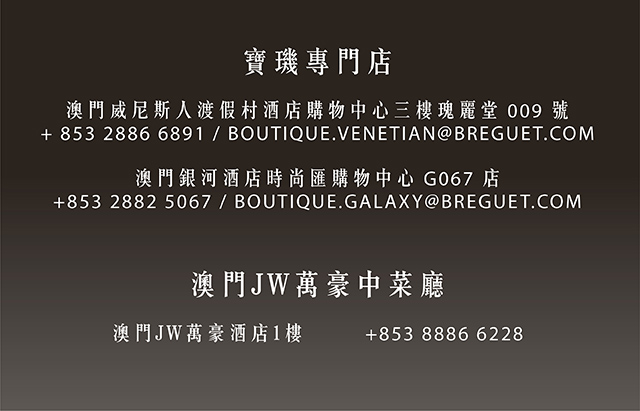 寶璣專門店
澳門威尼斯人渡假村酒店購物中心三樓瑰麗堂 009 號
+ 853 2886 6891 / BOUTIQUE.VENETIAN@BREGUET.COM
澳門銀河酒店時尚匯購物中心 G067 店
+853 2882 5067 / BOUTIQUE.GALAXY@BREGUET.COM
澳門JW萬豪中菜廳
澳門JW萬豪酒店1樓 +853 8886 6228